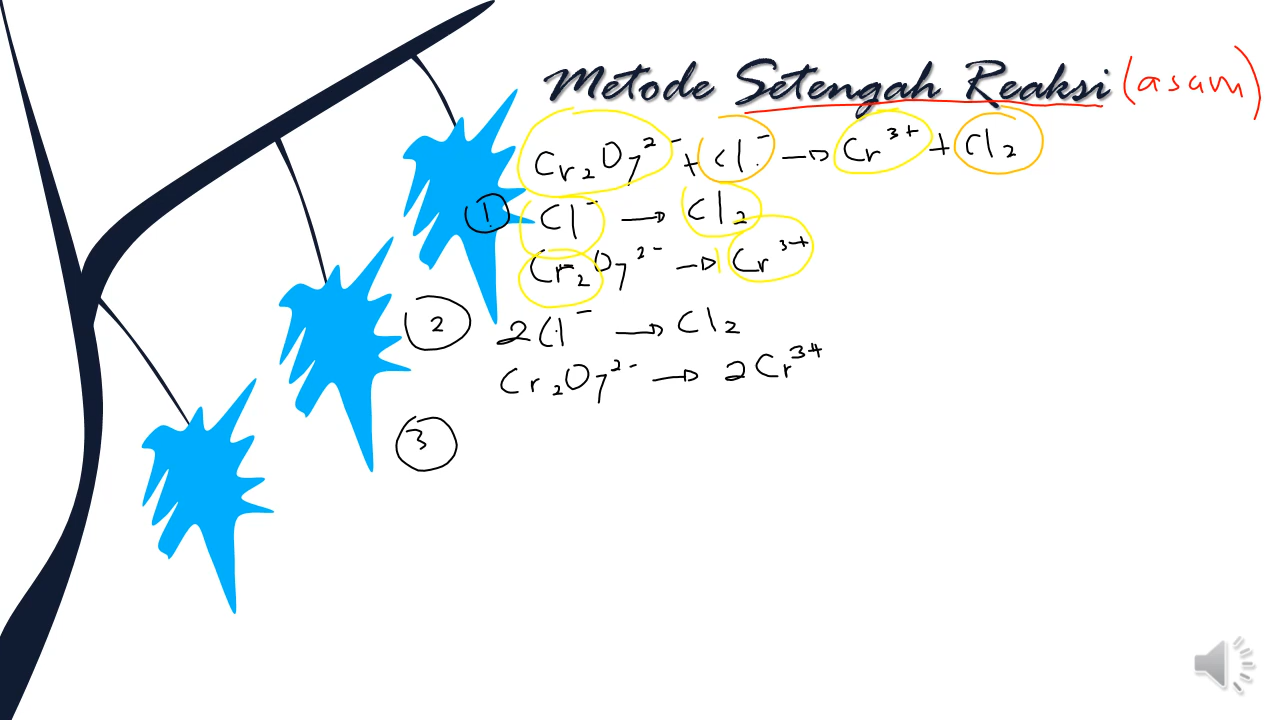 Metode Setengah Reaksi (asam)
Cr₂O₇²⁻ + Cl⁻ → Cr³⁺ + Cl₂
① Cl⁻ → Cl₂
Cr₂O₇²⁻ → Cr³⁺
② 2Cl⁻ → Cl₂
Cr₂O₇²⁻ → 2Cr³⁺
③